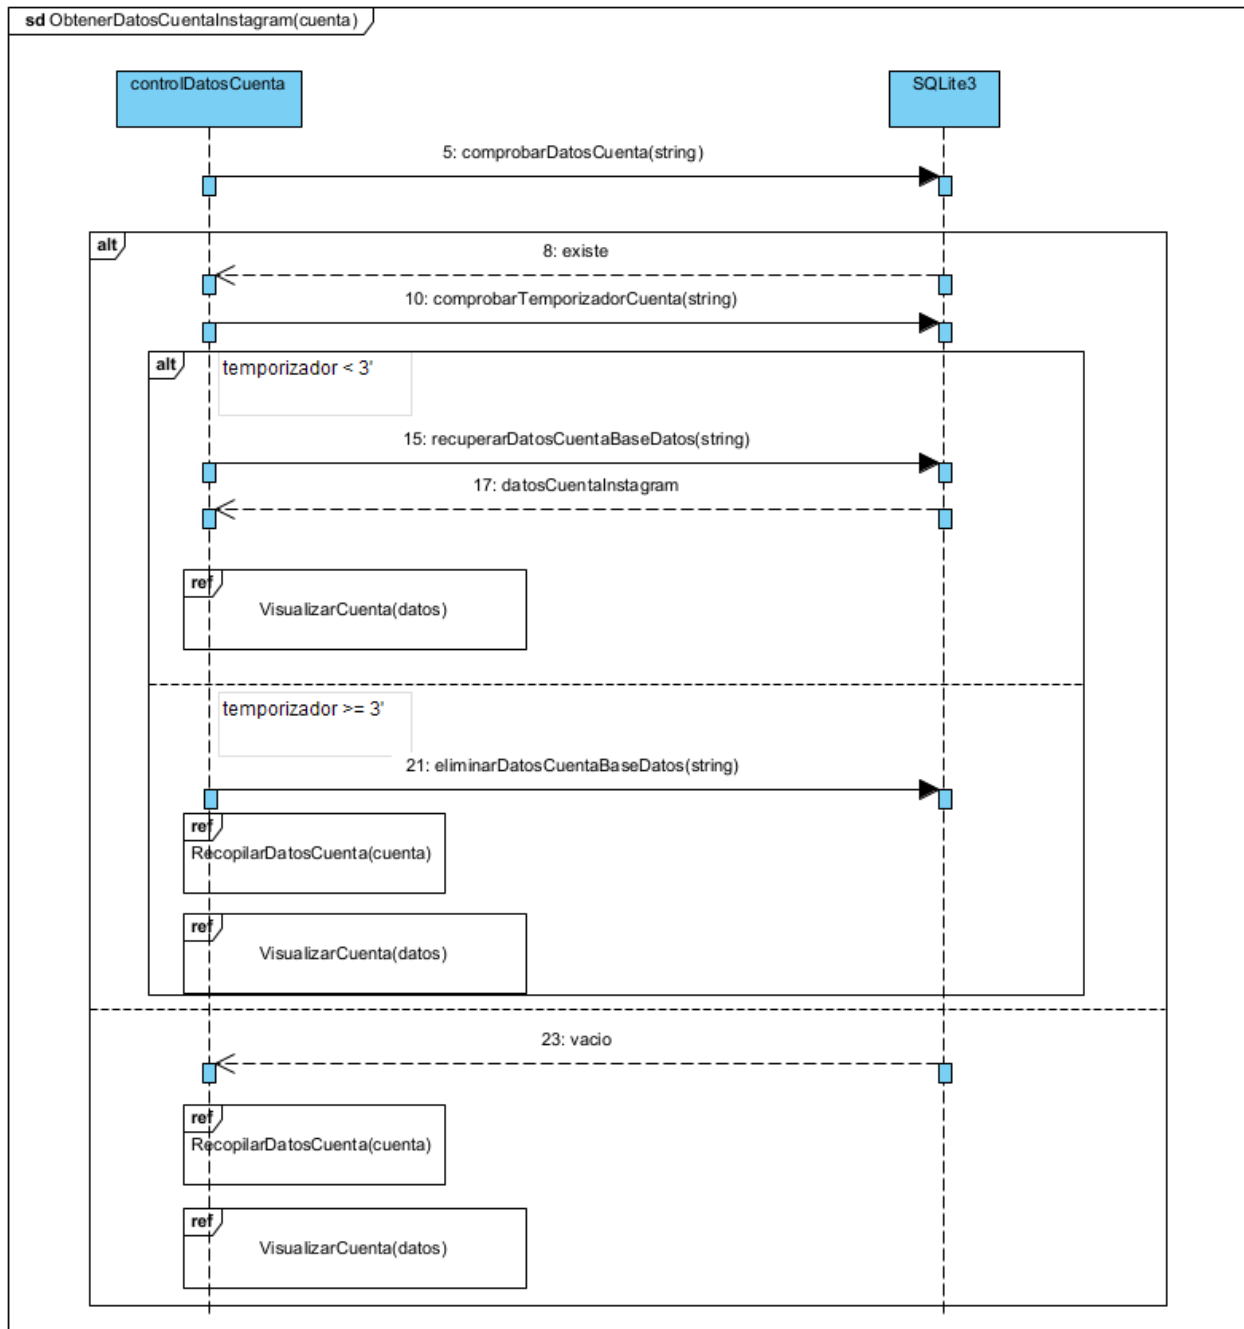 sd ObtenerDatosCuentaInstagram(cuenta)
controlDatosCuenta
SQLite3
5: comprobarDatosCuenta(string)
alt
8: existe
10: comprobarTemporizadorCuenta(string)
alt
temporizador < 3'
15: recuperarDatosCuentaBaseDatos(string)
17: datosCuentaInstagram
ref
VisualizarCuenta(datos)
temporizador >= 3'
21: eliminarDatosCuentaBaseDatos(string)
ref
RecopilarDatosCuenta(cuenta)
ref
VisualizarCuenta(datos)
23: vacio
ref
RecopilarDatosCuenta(cuenta)
ref
VisualizarCuenta(datos)